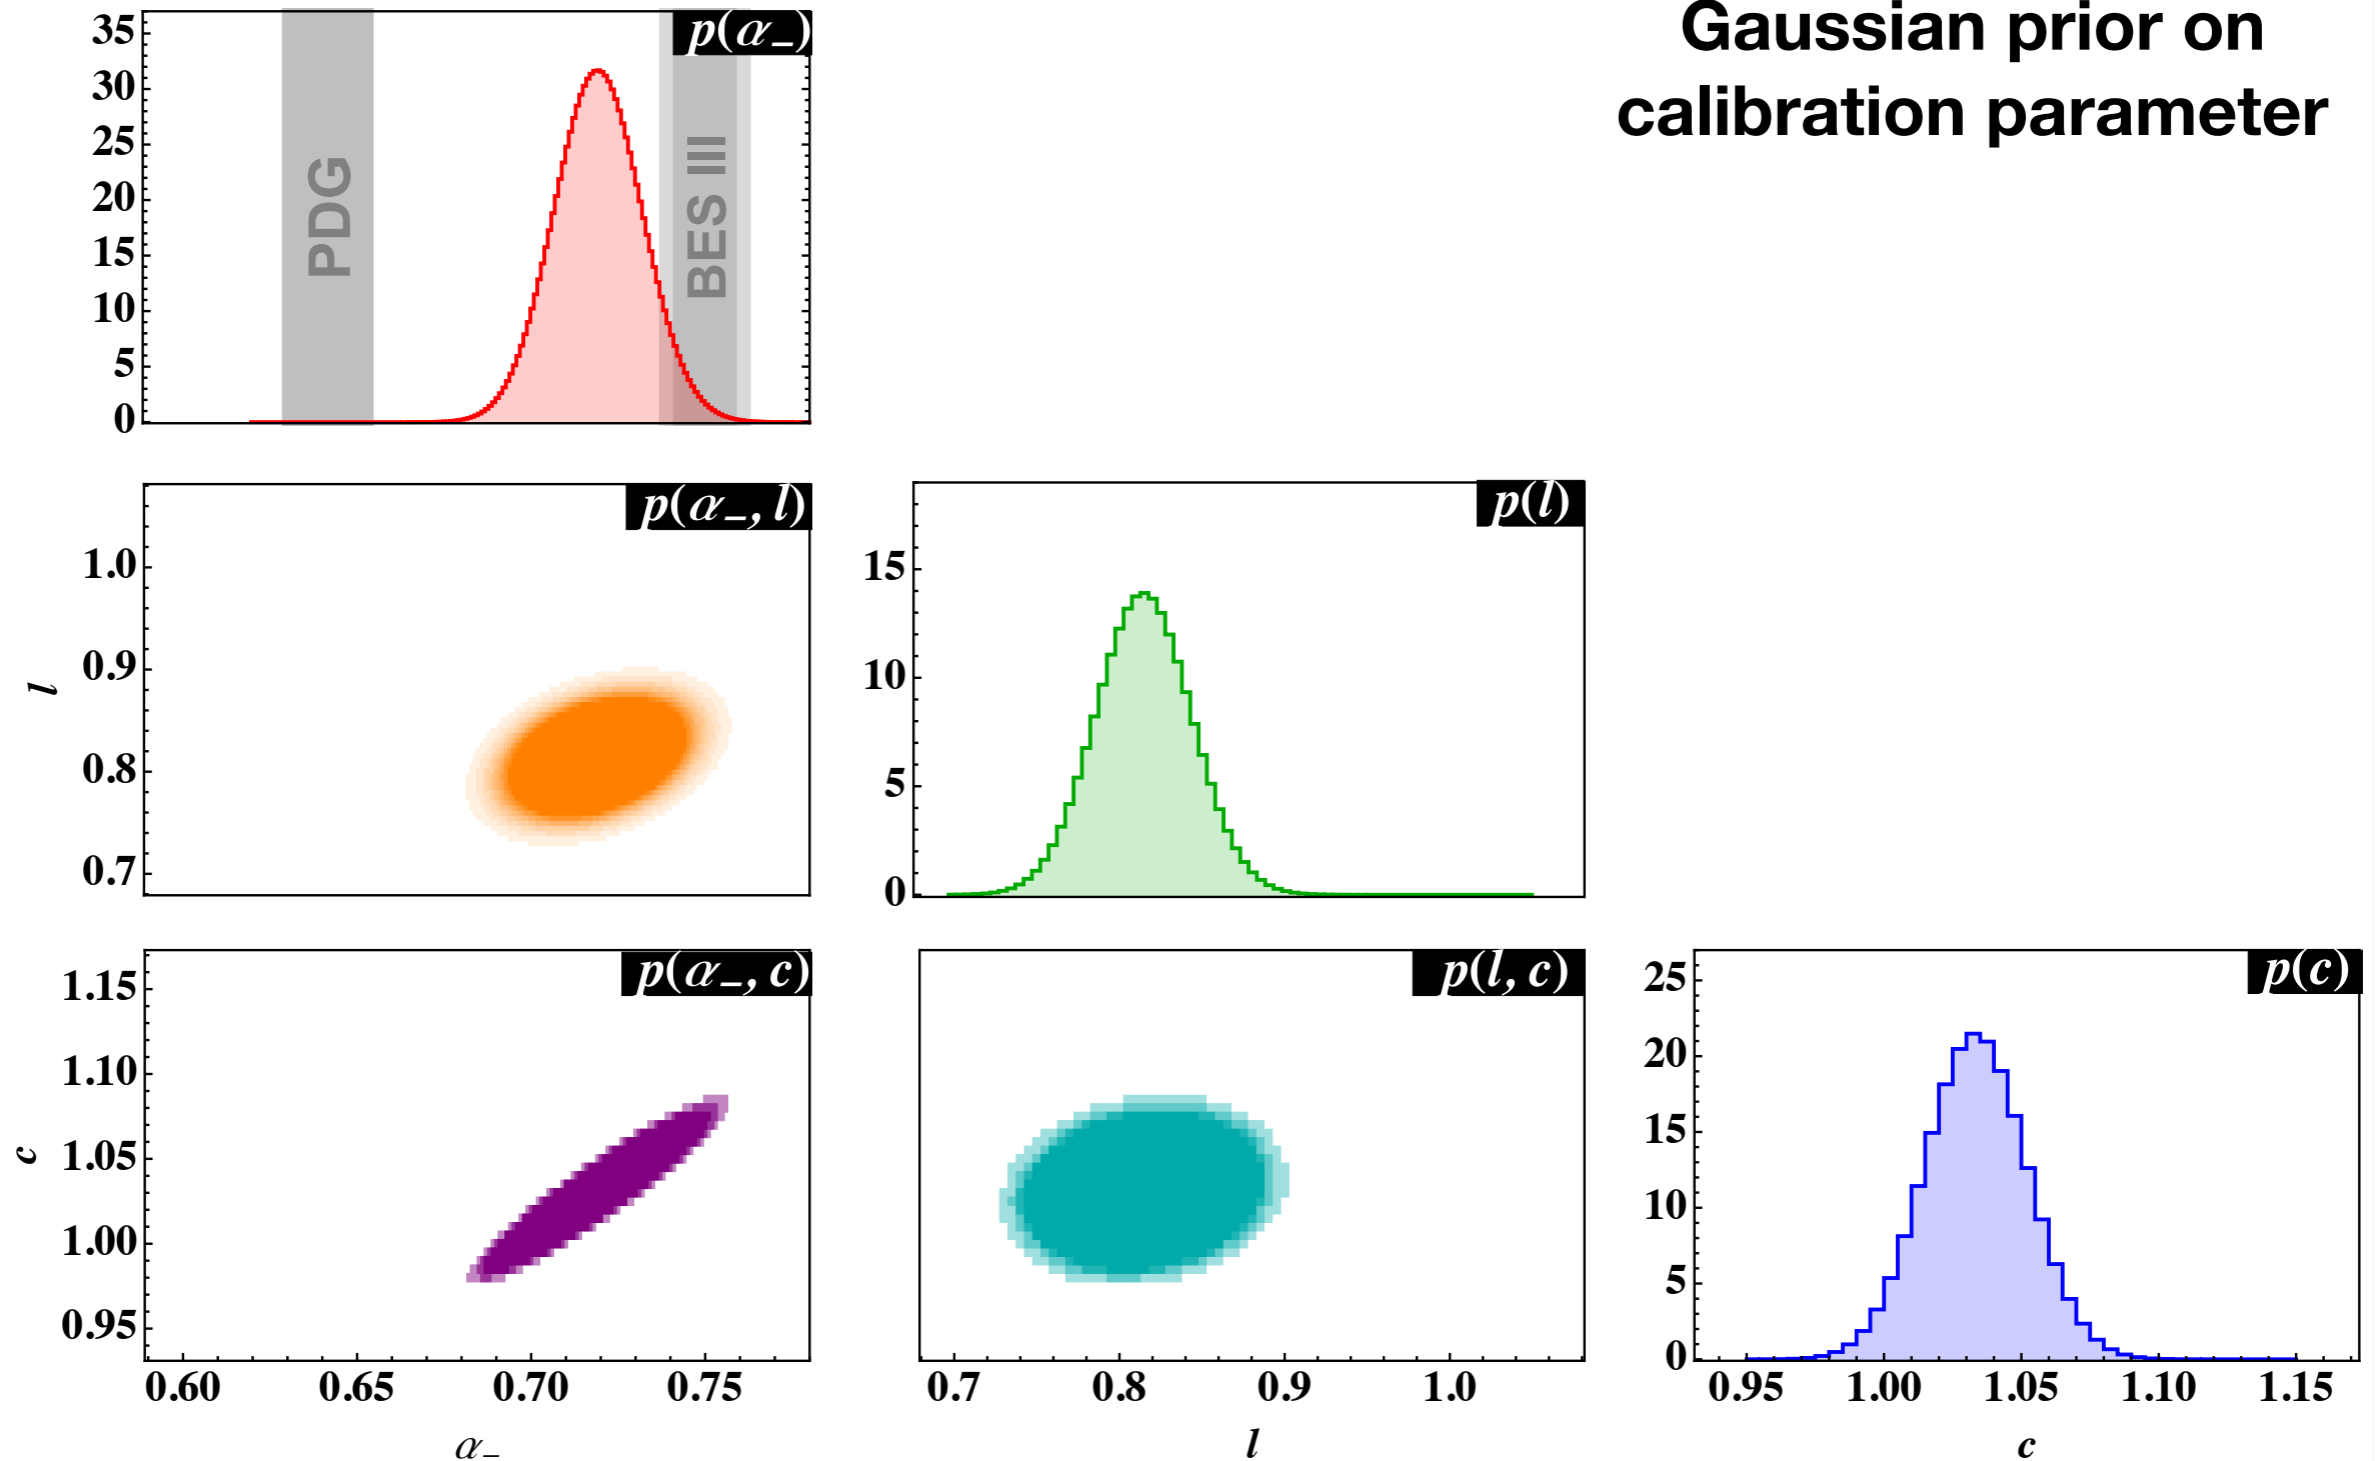 Gaussian prior on
calibration parameter
p(α₋)
35
30
25
20
15
10
5
0
PDG
BES III
p(α₋, l)
1.0
0.9
0.8
0.7
l
p(l)
15
10
5
0
p(α₋, c)
1.15
1.10
1.05
1.00
0.95
c
0.60 0.65 0.70 0.75
α₋
p(l, c)
0.7 0.8 0.9 1.0
l
p(c)
25
20
15
10
5
0
0.95 1.00 1.05 1.10 1.15
c